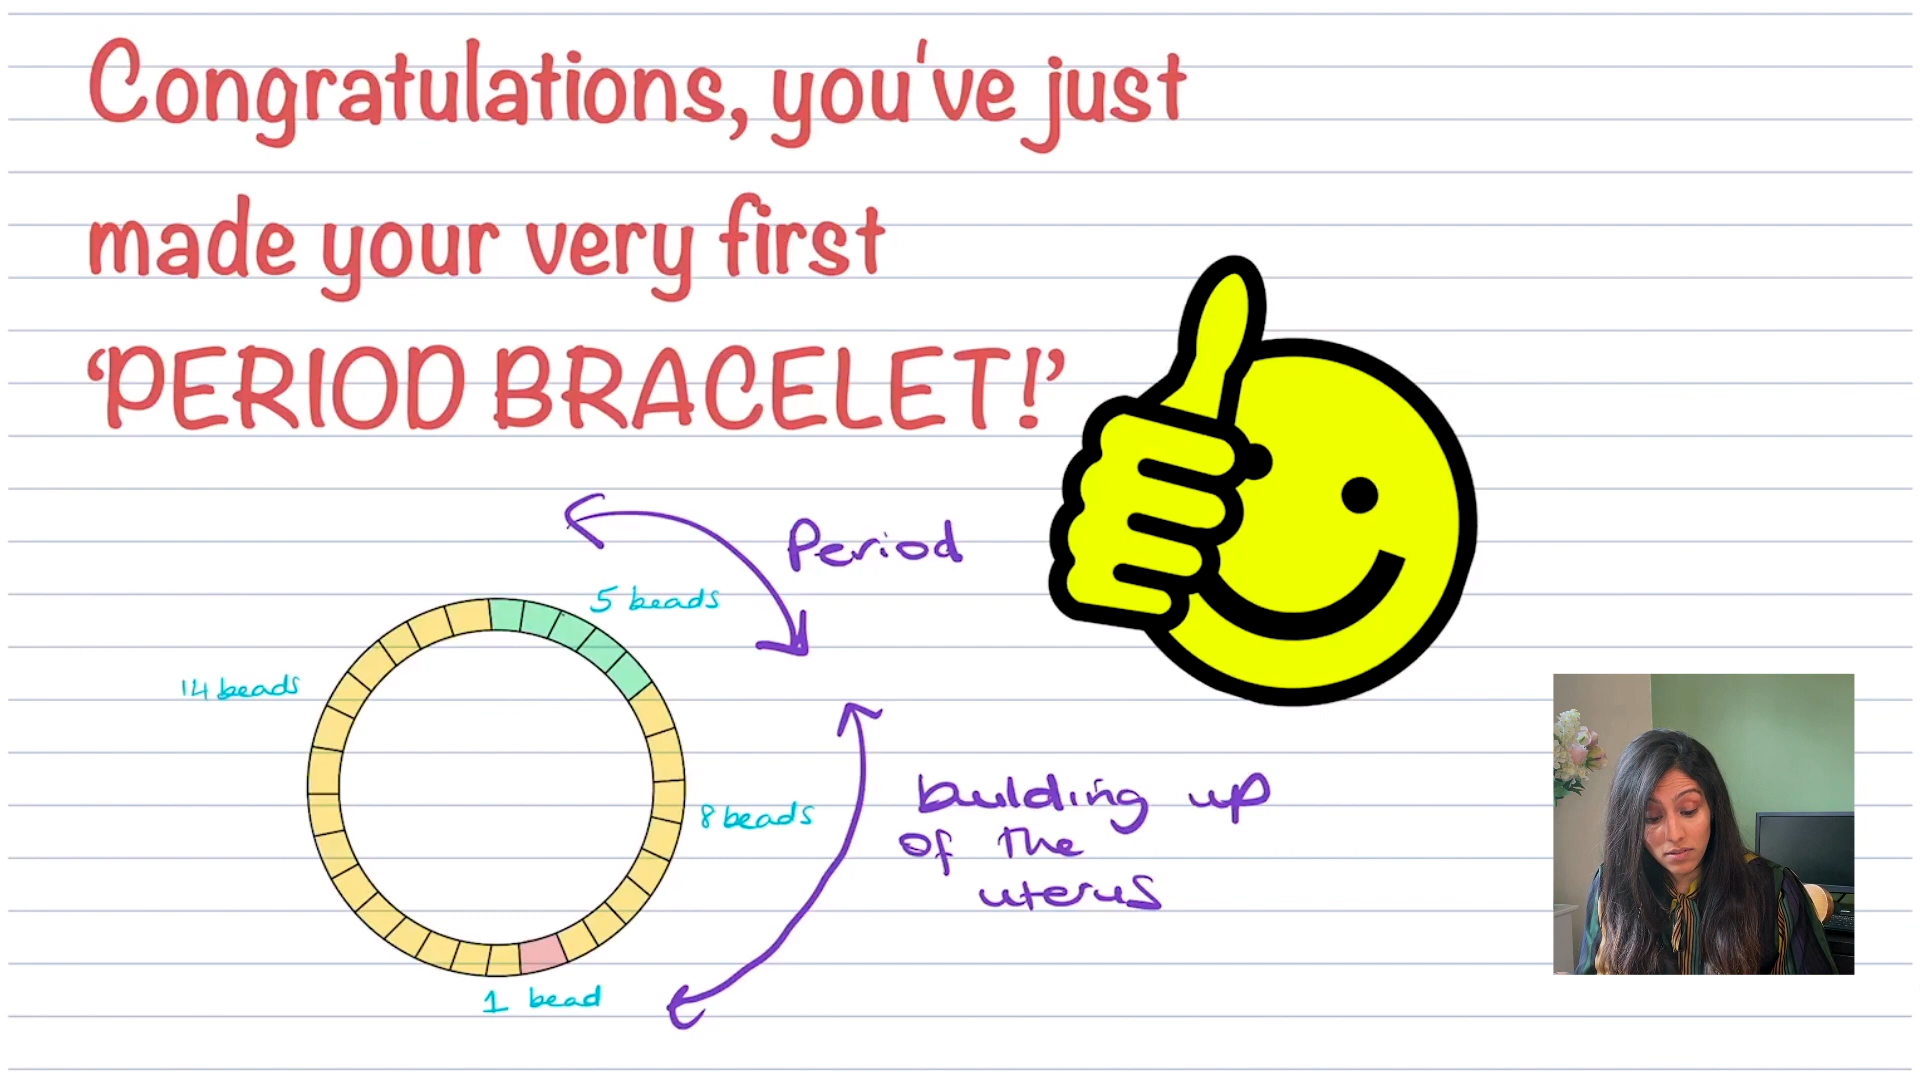 Congratulations, you've just
made your very first
‘PERIOD BRACELET!’
Period
5 beads
14 beads
8 beads
building up
of the
uterus
1 bead